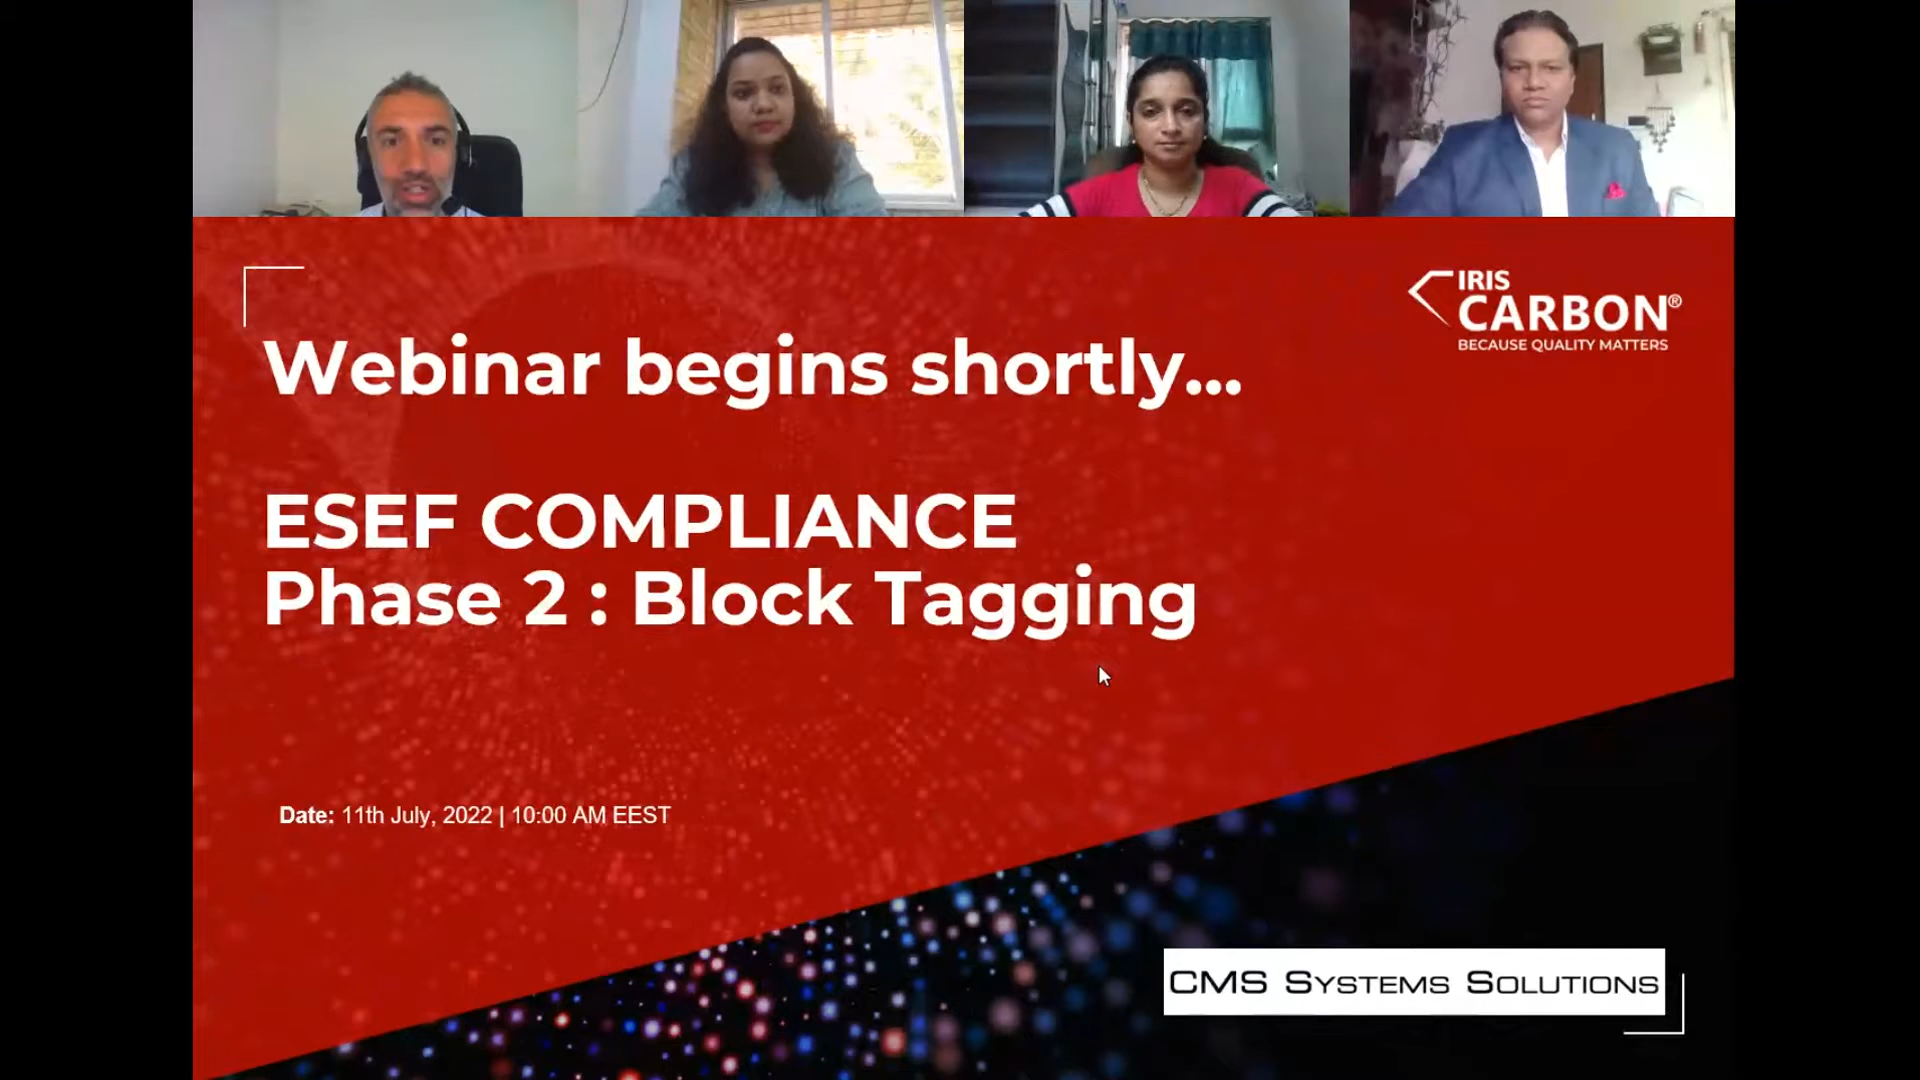 IRIS
CARBON®
BECAUSE QUALITY MATTERS
Webinar begins shortly...
ESEF COMPLIANCE
Phase 2 : Block Tagging
Date: 11th July, 2022 | 10:00 AM EEST
CMS SYSTEMS SOLUTIONS